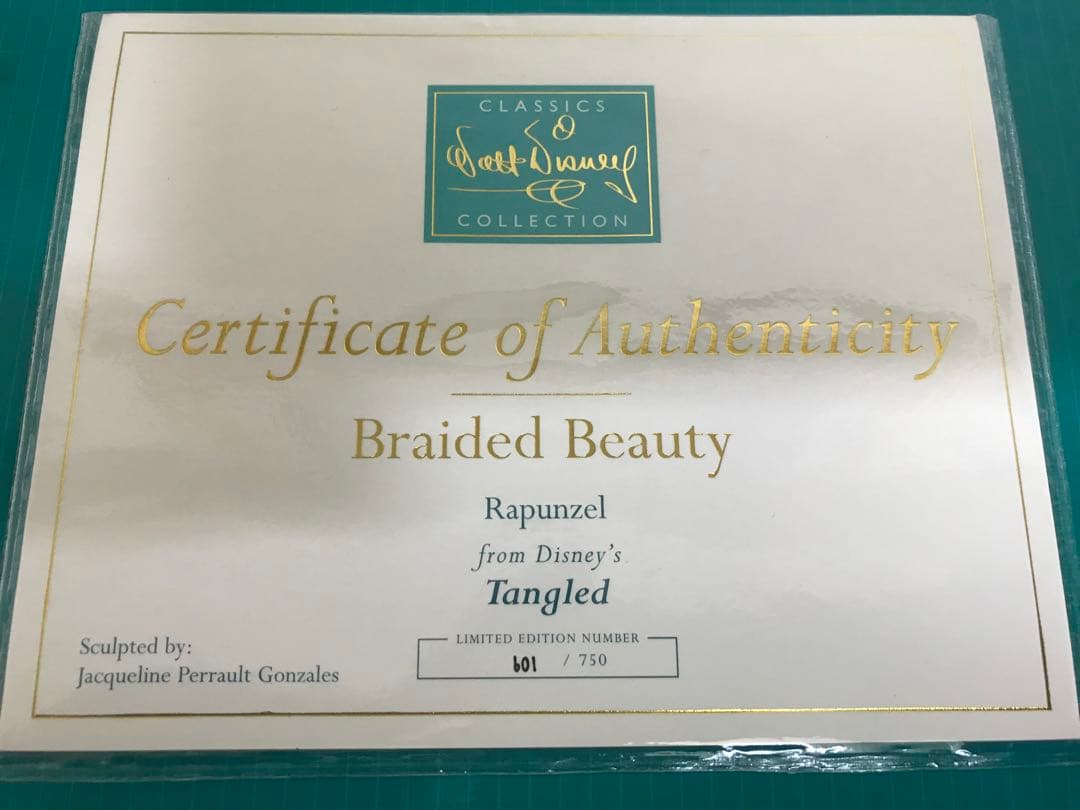 CLASSICS
Walt Disney
COLLECTION
Certificate of Authenticity
Braided Beauty
Rapunzel
from Disney's
Tangled
LIMITED EDITION NUMBER
601 / 750
Sculpted by:
Jacqueline Perrault Gonzales